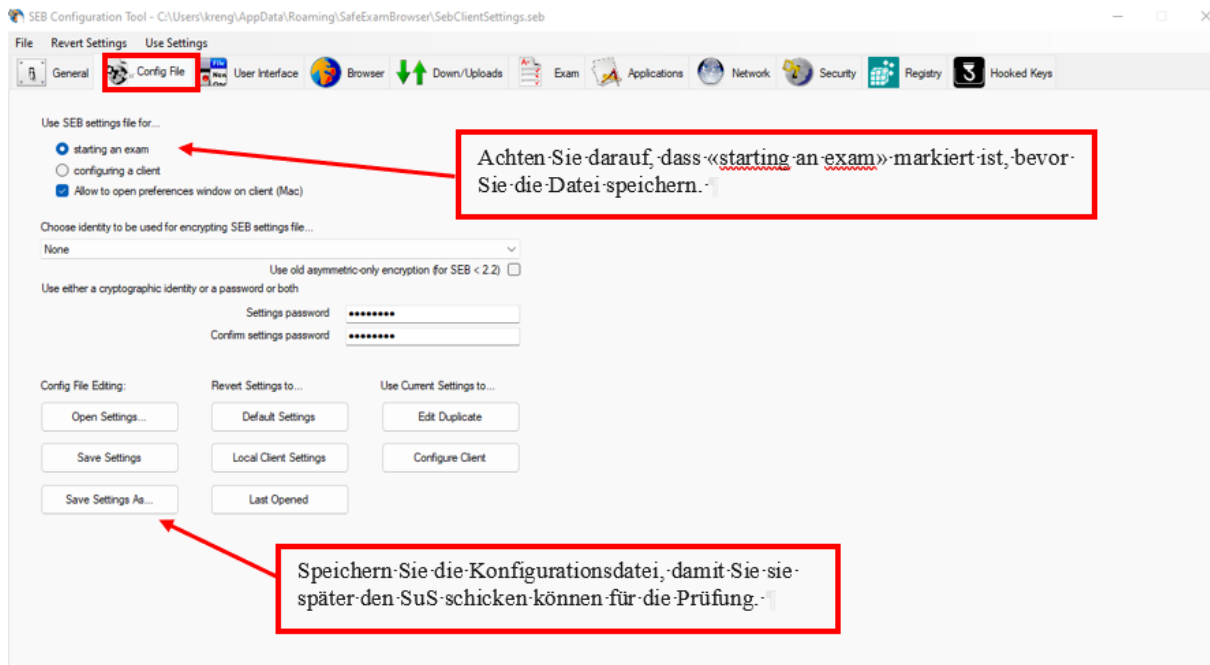 SEB Configuration Tool - C:\Users\kreng\AppData\Roaming\SafeExamBrowser\SebClientSettings.seb
File Revert Settings Use Settings
General Config File User Interface Browser Down/Uploads Exam Applications Network Security Registry Hooked Keys
Use SEB settings file for...
starting an exam
configuring a client
Allow to open preferences window on client (Mac)
Achten·Sie·darauf,·dass·«starting·an·exam»·markiert·ist,·bevor·
Sie·die·Datei·speichern.·¶
Choose identity to be used for encrypting SEB settings file...
None
Use old asymmetric-only encryption (for SEB < 2.2)
Use either a cryptographic identity or a password or both
Settings password ••••••••
Confirm settings password ••••••••
Config File Editing: Revert Settings to... Use Current Settings to...
Open Settings... Default Settings Edit Duplicate
Save Settings Local Client Settings Configure Client
Save Settings As... Last Opened
Speichern·Sie·die·Konfigurationsdatei,·damit·Sie·sie·
später·den·SuS·schicken·können·für·die·Prüfung.·¶